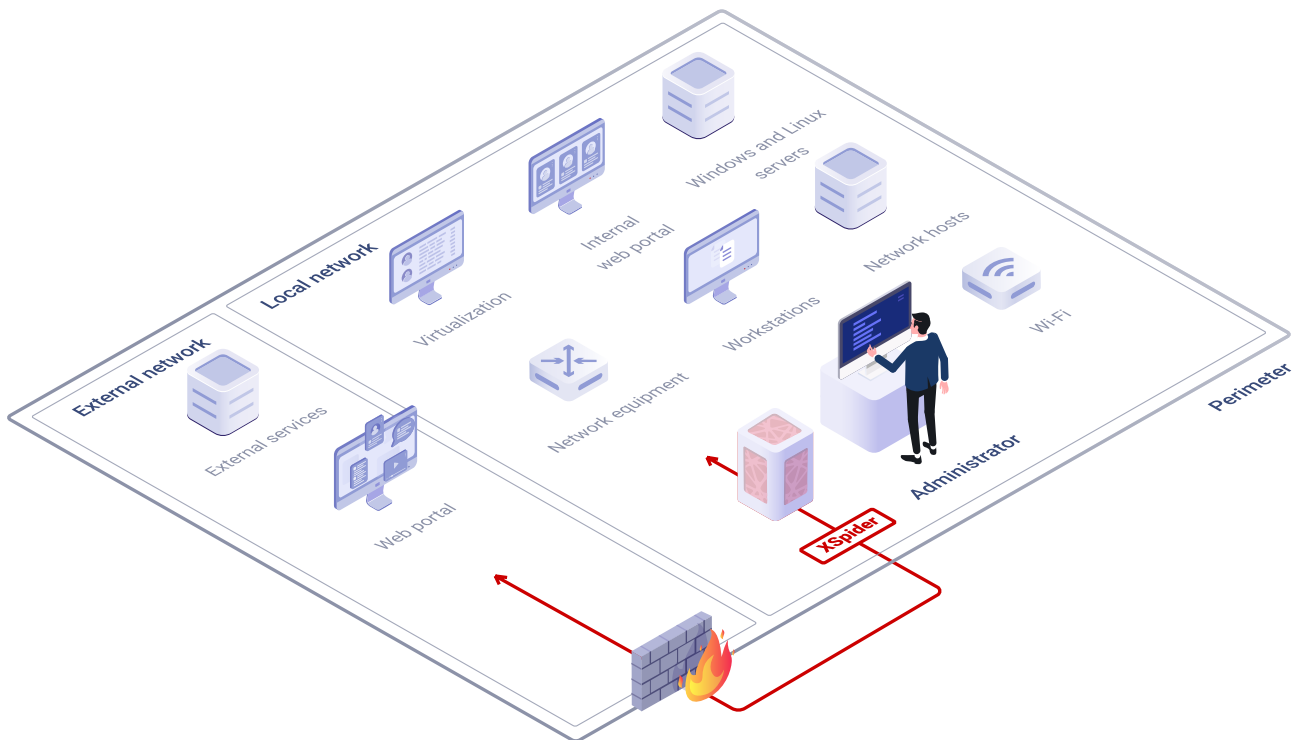 Windows and Linux
servers
Internal
web portal
Network hosts
Local network
Virtualization
Workstations
Wi-Fi
External network
External services
Network equipment
Perimeter
Web portal
Administrator
XSpider